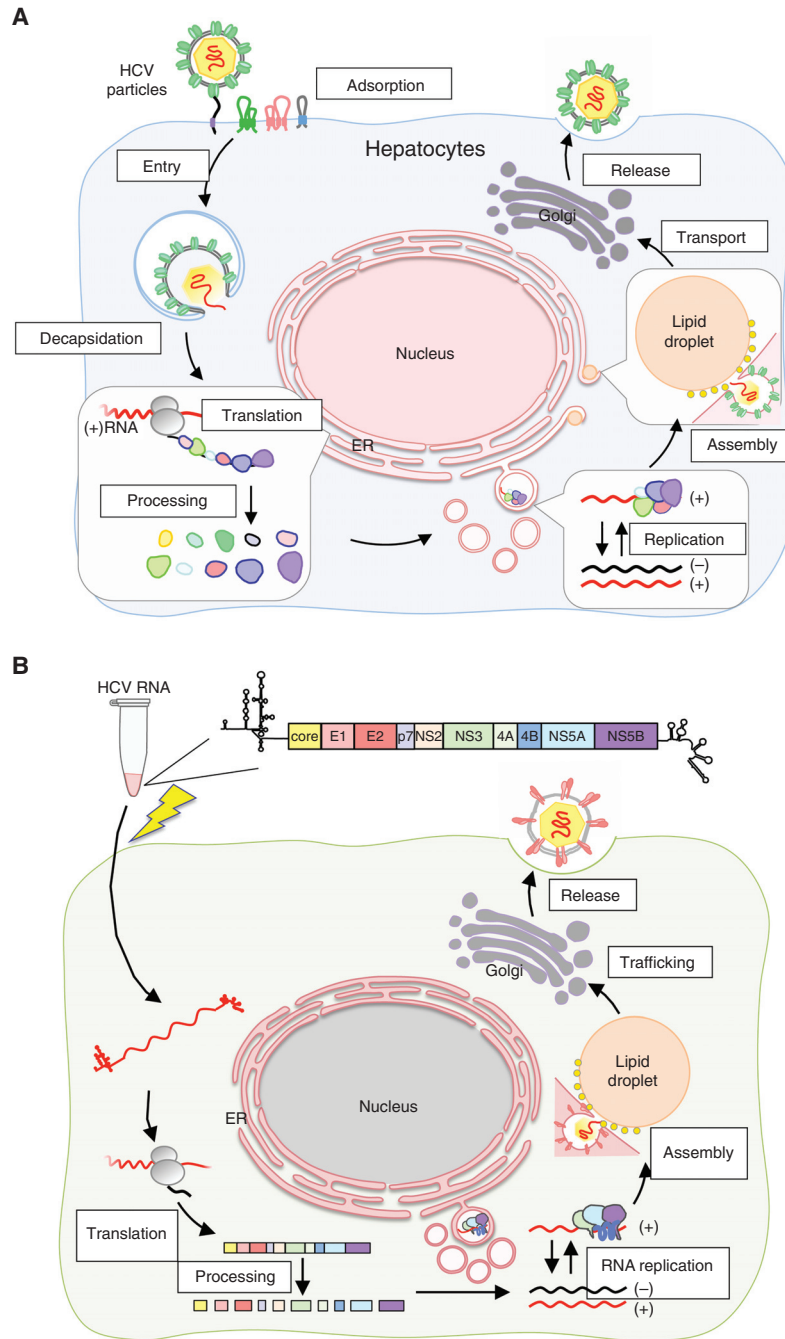 A
HCV
particles
Adsorption
Hepatocytes
Entry
Release
Golgi
Transport
Lipid
droplet
Decapsidation
Nucleus
Translation
(+)RNA
ER
Assembly
Processing
(+)
Replication
(−)
(+)
B
HCV RNA
core E1 E2 p7 NS2 NS3 4A 4B NS5A NS5B
Release
Golgi
Trafficking
Lipid
droplet
Nucleus
ER
Assembly
Translation
(+)
Processing
RNA replication
(−)
(+)